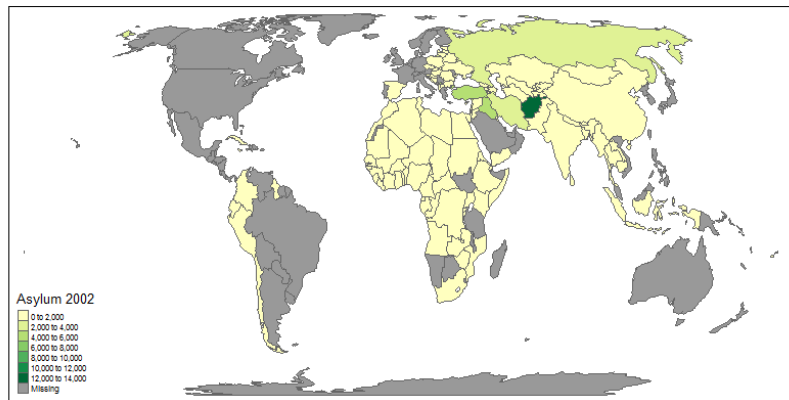 Asylum 2002
0 to 2,000
2,000 to 4,000
4,000 to 6,000
6,000 to 8,000
8,000 to 10,000
10,000 to 12,000
12,000 to 14,000
Missing